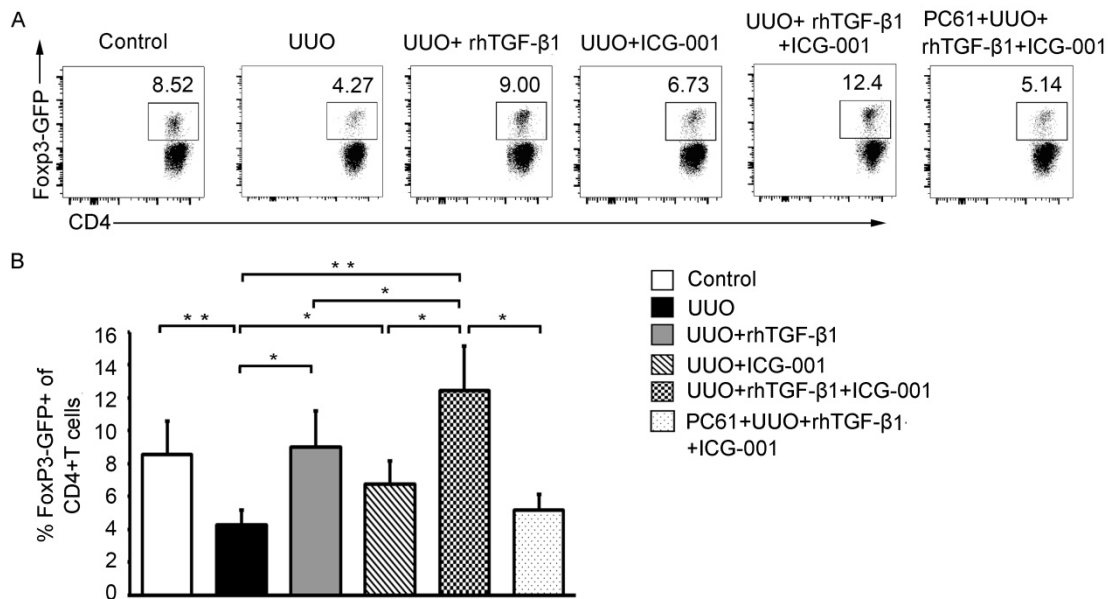 A
Control
UUO
UUO+ rhTGF-β1
UUO+ICG-001
UUO+ rhTGF-β1
+ICG-001
PC61+UUO+
rhTGF-β1+ICG-001
8.52
4.27
9.00
6.73
12.4
5.14
Foxp3-GFP
CD4
B
% FoxP3-GFP+ of
CD4+T cells
16
14
12
10
8
6
4
2
0
* *
*
* *
*
*
*
*
Control
UUO
UUO+rhTGF-β1
UUO+ICG-001
UUO+rhTGF-β1+ICG-001
PC61+UUO+rhTGF-β1·
+ICG-001